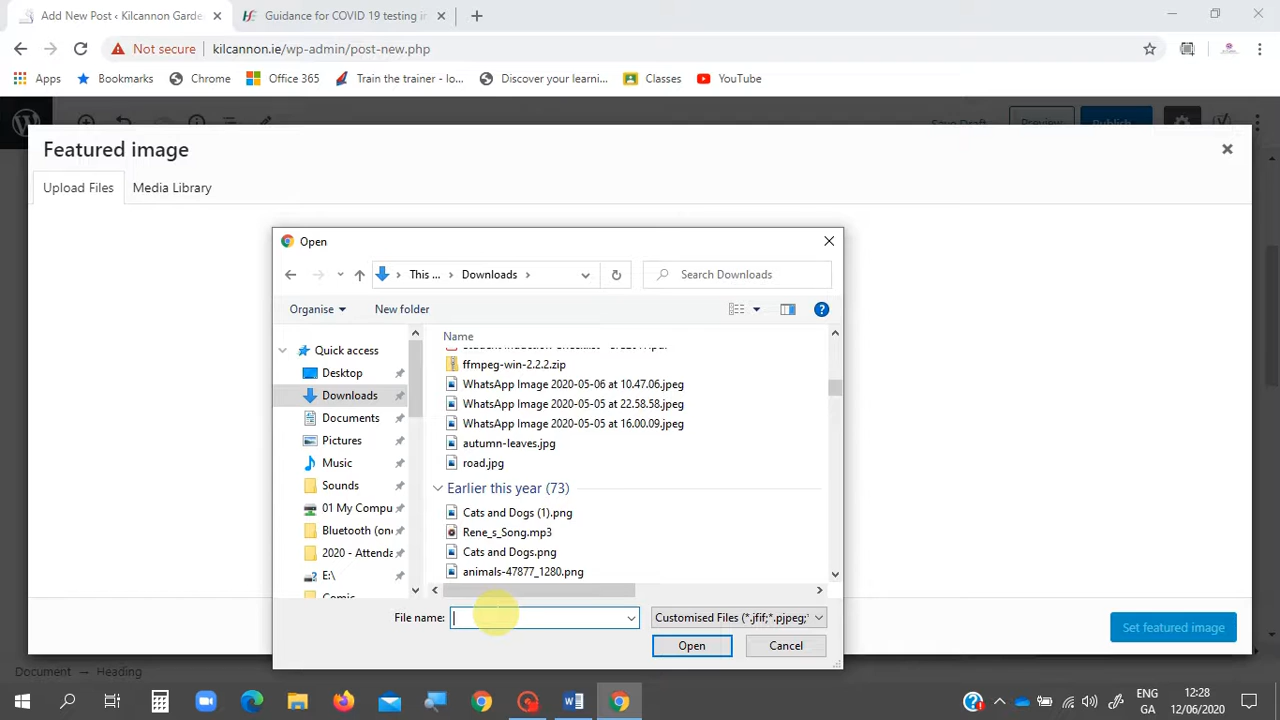 Add New Post ‹ Kilcannon Garde
Guidance for COVID 19 testing in
Not secure
kilcannon.ie/wp-admin/post-new.php
Apps
Bookmarks
Chrome
Office 365
Train the trainer - lo...
Discover your learni...
Classes
YouTube
Save Draft
Preview
Publish...
Featured image
Upload Files
Media Library
Open
This ...
Downloads
Search Downloads
Organise
New folder
Name
Quick access
Desktop
Downloads
Documents
Pictures
Music
Sounds
01 My Compu
Bluetooth (one
2020 - Attenda
E:\
Comic
ffmpeg-win-2.2.2.zip
WhatsApp Image 2020-05-06 at 10.47.06.jpeg
WhatsApp Image 2020-05-05 at 22.58.58.jpeg
WhatsApp Image 2020-05-05 at 16.00.09.jpeg
autumn-leaves.jpg
road.jpg
Earlier this year (73)
Cats and Dogs (1).png
Rene_s_Song.mp3
Cats and Dogs.png
animals-47877_1280.png
File name:
Customised Files (*.jfif;*.pjpeg;*
Open
Cancel
Set featured image
Document → Heading
ENG
GA
12:28
12/06/2020